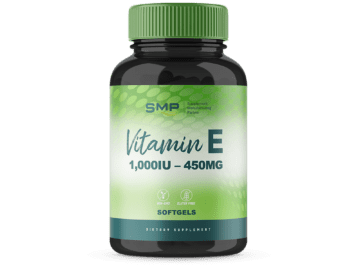 SMP
Vitamin E
1,000IU – 450MG
SOFTGELS
DIETARY SUPPLEMENT